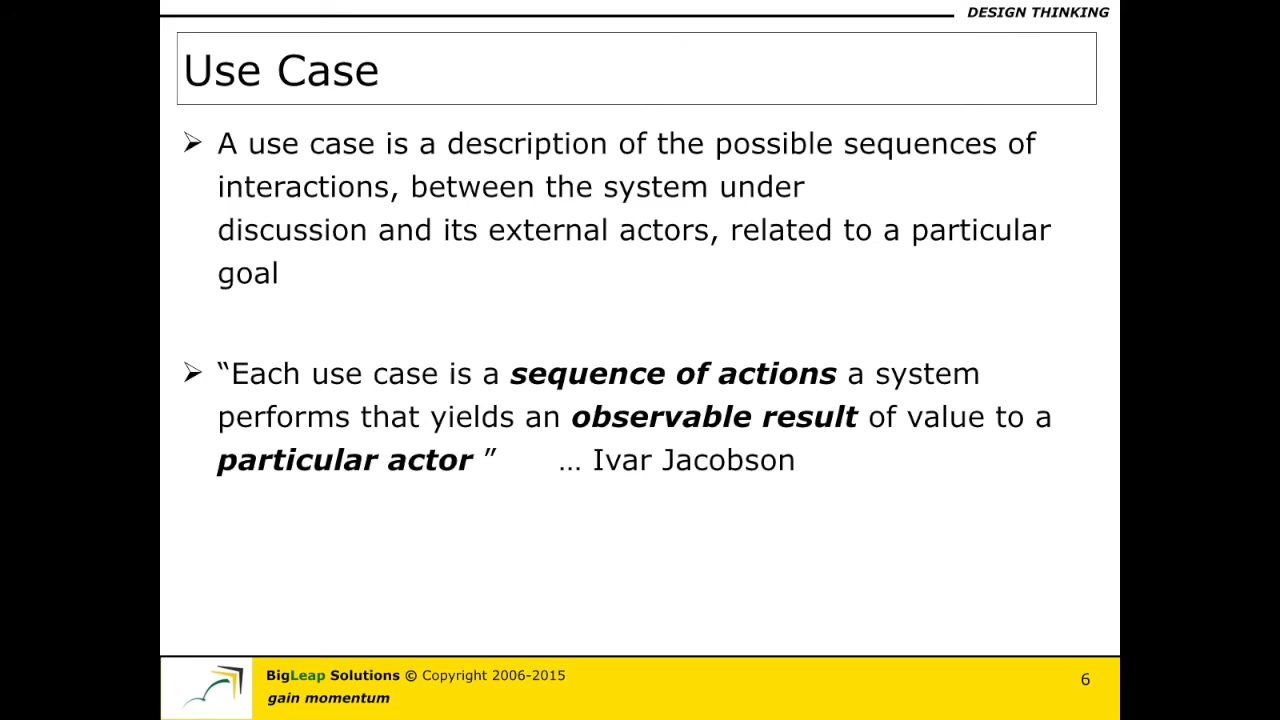 DESIGN THINKING
Use Case
➢ A use case is a description of the possible sequences of
interactions, between the system under
discussion and its external actors, related to a particular
goal
➢ “Each use case is a sequence of actions a system
performs that yields an observable result of value to a
particular actor ” … Ivar Jacobson
BigLeap Solutions © Copyright 2006-2015
gain momentum
6